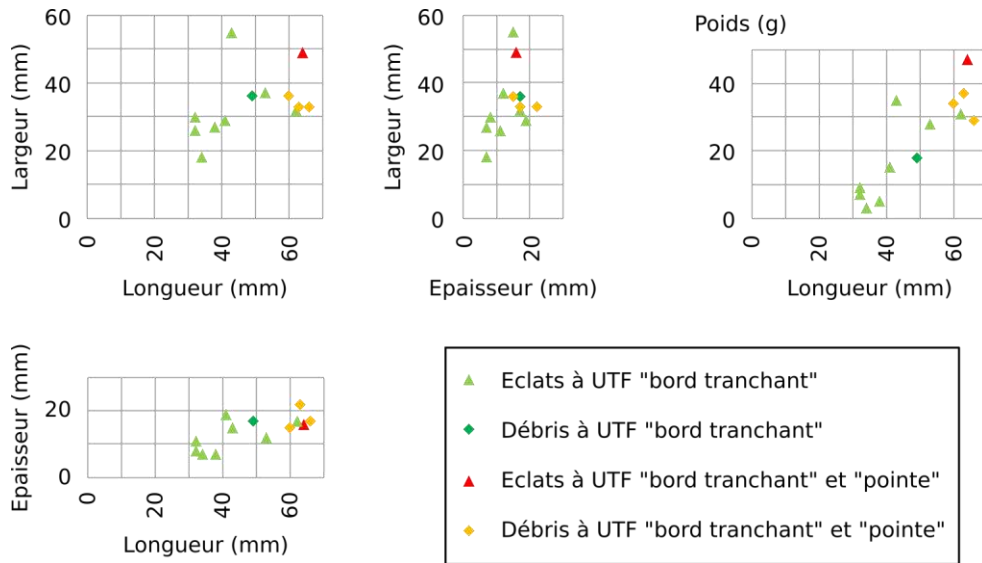 60
40
20
0
Largeur (mm)
0
20
40
60
Longueur (mm)
60
40
20
0
Largeur (mm)
0
20
Epaisseur (mm)
Poids (g)
40
20
0
0
20
40
60
Longueur (mm)
20
0
Epaisseur (mm)
0
20
40
60
Longueur (mm)
Eclats à UTF "bord tranchant"
Débris à UTF "bord tranchant"
Eclats à UTF "bord tranchant" et "pointe"
Débris à UTF "bord tranchant" et "pointe"